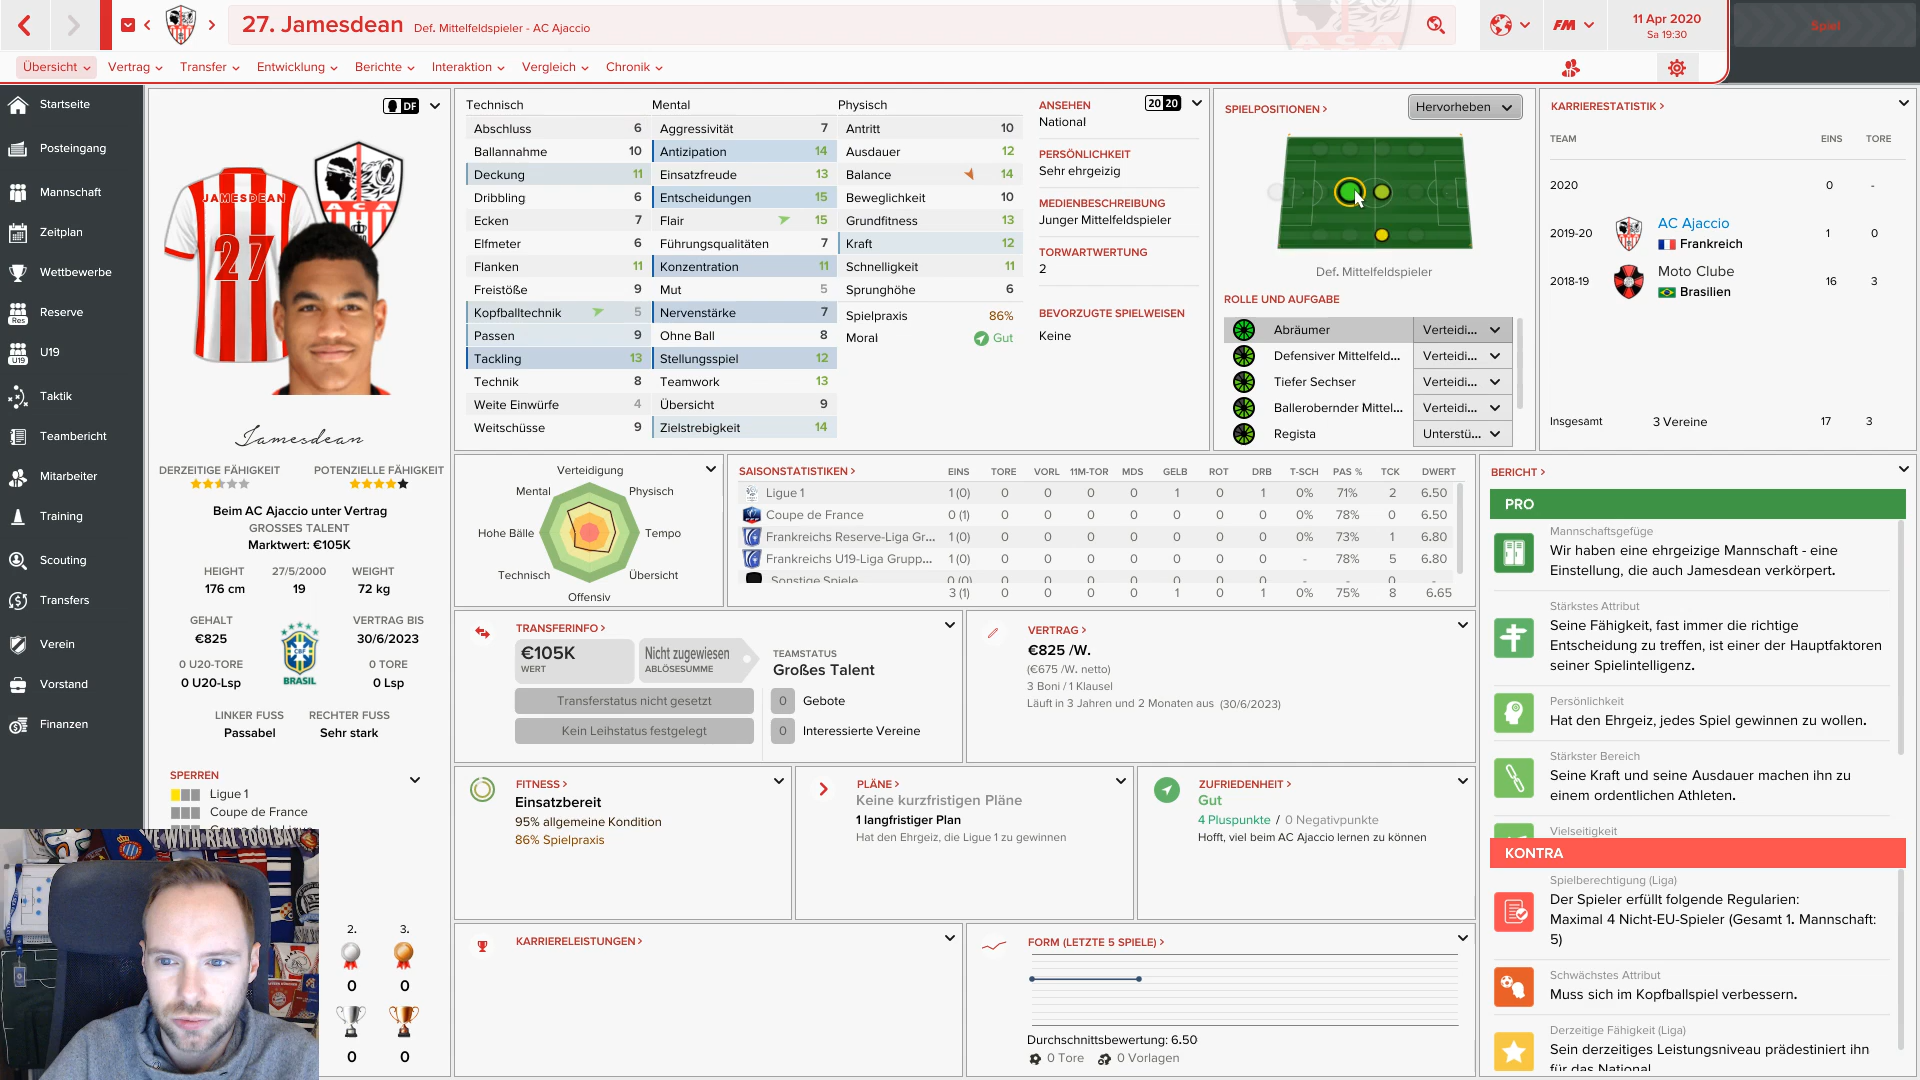 27. Jamesdean Def. Mittelfeldspieler - AC Ajaccio
FM
11 Apr 2020
Sa 19:30
Spiel
Übersicht Vertrag Transfer Entwicklung Berichte Interaktion Vergleich Chronik
Startseite
Posteingang
Mannschaft
Zeitplan
Wettbewerbe
Reserve
U19
Taktik
Teambericht
Mitarbeiter
Training
Scouting
Transfers
Verein
Vorstand
Finanzen
DF
JAMESDEAN
27
ACA
Jamesdean
DERZEITIGE FÄHIGKEIT POTENZIELLE FÄHIGKEIT
Beim AC Ajaccio unter Vertrag
GROSSES TALENT
Marktwert: €105K
HEIGHT 27/5/2000 WEIGHT
176 cm 19 72 kg
GEHALT VERTRAG BIS
€825 30/6/2023
CBF
BRASIL
0 U20-TORE 0 TORE
0 U20-Lsp 0 Lsp
LINKER FUSS RECHTER FUSS
Passabel Sehr stark
SPERREN
Ligue 1
Coupe de France
2. 3.
0 0
0 0
Technisch Mental Physisch
Abschluss 6 Aggressivität 7 Antritt 10
Ballannahme 10 Antizipation 14 Ausdauer 12
Deckung 11 Einsatzfreude 13 Balance 14
Dribbling 6 Entscheidungen 15 Beweglichkeit 10
Ecken 7 Flair 15 Grundfitness 13
Elfmeter 6 Führungsqualitäten 7 Kraft 12
Flanken 11 Konzentration 11 Schnelligkeit 11
Freistöße 9 Mut 5 Sprunghöhe 6
Kopfballtechnik 5 Nervenstärke 7 Spielpraxis 86%
Passen 9 Ohne Ball 8 Moral Gut
Tackling 13 Stellungsspiel 12
Technik 8 Teamwork 13
Weite Einwürfe 4 Übersicht 9
Weitschüsse 9 Zielstrebigkeit 14
ANSEHEN 20 20
National
PERSÖNLICHKEIT
Sehr ehrgeizig
MEDIENBESCHREIBUNG
Junger Mittelfeldspieler
TORWARTWERTUNG
2
BEVORZUGTE SPIELWEISEN
Keine
SPIELPOSITIONEN > Hervorheben
Def. Mittelfeldspieler
ROLLE UND AUFGABE
Abräumer Verteidi...
Defensiver Mittelfeld... Verteidi...
Tiefer Sechser Verteidi...
Ballerobernder Mittel... Verteidi...
Regista Unterstü...
KARRIERESTATISTIK >
TEAM EINS TORE
2020 0 -
2019-20 AC Ajaccio Frankreich 1 0
2018-19 Moto Clube Brasilien 16 3
Insgesamt 3 Vereine 17 3
Verteidigung
Mental Physisch
Hohe Bälle Tempo
Technisch Übersicht
Offensiv
SAISONSTATISTIKEN > EINS TORE VORL 11M-TOR MDS GELB ROT DRB T-SCH PAS % TCK DWERT
Ligue 1 1 (0) 0 0 0 0 1 0 1 0% 71% 2 6.50
Coupe de France 0 (1) 0 0 0 0 0 0 0 0% 78% 0 6.50
Frankreichs Reserve-Liga Gr... 1 (0) 0 0 0 0 0 0 0 0% 73% 1 6.80
Frankreichs U19-Liga Grupp... 1 (0) 0 0 0 0 0 0 0 - 78% 5 6.80
Sonstige Spiele 0 (0) 0 0 0 0 0 0 0 - - 0 -
3 (1) 0 0 0 0 1 0 1 0% 75% 8 6.65
TRANSFERINFO >
€105K Nicht zugewiesen
WERT ABLÖSESUMME
TEAMSTATUS
Großes Talent
Transferstatus nicht gesetzt 0 Gebote
Kein Leihstatus festgelegt 0 Interessierte Vereine
VERTRAG >
€825 /W.
(€675 /W. netto)
3 Boni / 1 Klausel
Läuft in 3 Jahren und 2 Monaten aus (30/6/2023)
FITNESS >
Einsatzbereit
95% allgemeine Kondition
86% Spielpraxis
PLÄNE >
Keine kurzfristigen Pläne
1 langfristiger Plan
Hat den Ehrgeiz, die Ligue 1 zu gewinnen
ZUFRIEDENHEIT >
Gut
4 Pluspunkte / 0 Negativpunkte
Hofft, viel beim AC Ajaccio lernen zu können
KARRIERELEISTUNGEN >
FORM (LETZTE 5 SPIELE) >
Durchschnittsbewertung: 6.50
0 Tore 0 Vorlagen
BERICHT >
PRO
Mannschaftsgefüge
Wir haben eine ehrgeizige Mannschaft - eine
Einstellung, die auch Jamesdean verkörpert.
Stärkstes Attribut
Seine Fähigkeit, fast immer die richtige
Entscheidung zu treffen, ist einer der Hauptfaktoren
seiner Spielintelligenz.
Persönlichkeit
Hat den Ehrgeiz, jedes Spiel gewinnen zu wollen.
Stärkster Bereich
Seine Kraft und seine Ausdauer machen ihn zu
einem ordentlichen Athleten.
Vielseitigkeit
KONTRA
Spielberechtigung (Liga)
Der Spieler erfüllt folgende Regularien:
Maximal 4 Nicht-EU-Spieler (Gesamt 1. Mannschaft:
5)
Schwächstes Attribut
Muss sich im Kopfballspiel verbessern.
Derzeitige Fähigkeit (Liga)
Sein derzeitiges Leistungsniveau prädestiniert ihn
für das National